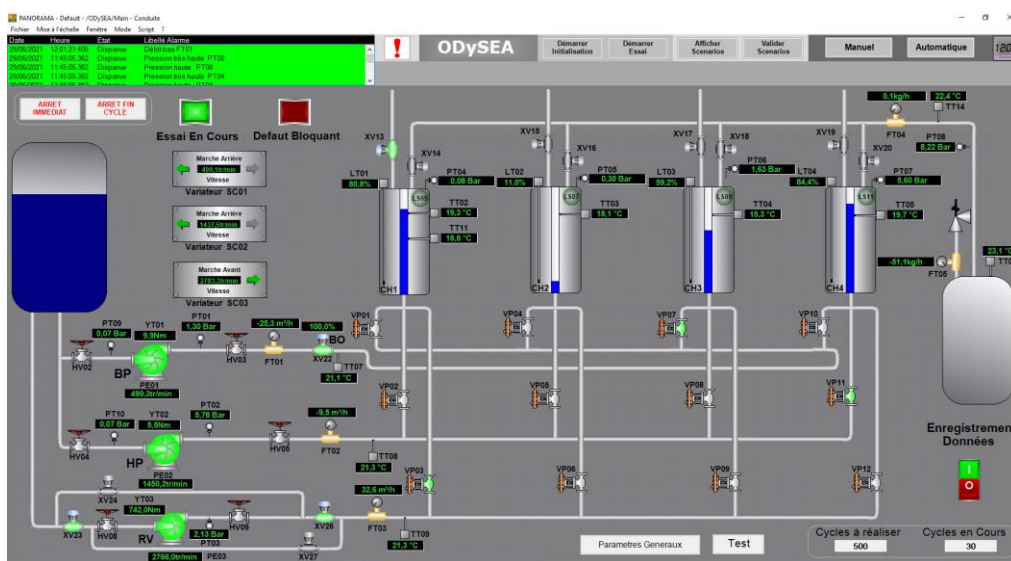 PANORAMA - Default - /ODySEA/Main - Conduite
Fichier Mise à l'échelle Fenêtre Mode Script ?
Date Heure Etat Libellé Alarme
29/06/2021 12:01:21.405 Disparue Débit bas FT01
29/06/2021 11:45:05.362 Disparue Pression très haute PT06
29/06/2021 11:45:05.362 Disparue Pression haute PT06
29/06/2021 11:45:05.362 Disparue Pression très haute PT04
!
ODySEA
Démarrer Initialisation
Démarrer Essai
Afficher Scenarios
Valider Scenarios
Manuel
Automatique
120
ARRET IMMEDIAT
ARRET FIN CYCLE
Essai En Cours
Defaut Bloquant
Marche Arrière
499,1tr/min
Vitesse
Variateur SC01
Marche Arrière
1437,5tr/min
Vitesse
Variateur SC02
Marche Avant
Vitesse
Variateur SC03
XV13
XV14
XV15
XV16
XV17
XV18
XV19
XV20
0,1kg/h
22,4 °C
TT14
FT04
PT08
8,22 Bar
LT01
80,8%
PT04
0,08 Bar
LS05
TT02
19,3 °C
TT11
18,8 °C
CH1
LT02
11,0%
PT05
0,30 Bar
LS07
TT03
18,1 °C
CH2
LT03
59,2%
PT06
1,63 Bar
LS09
TT04
15,3 °C
CH3
LT04
84,4%
PT07
5,60 Bar
LS11
TT05
19,7 °C
CH4
-51,1kg/h
FT05
23,1 °C
VP01
VP04
VP07
VP10
PT09
0,07 Bar
YT01
9,9Nm
PT01
1,30 Bar
-25,3 m³/h
100,0%
BO
HV02
BP
HV03
FT01
XV22
TT07
21,1 °C
PE01
499,3tr/min
VP02
VP05
VP08
VP11
PT10
0,07 Bar
YT02
5,5Nm
PT02
5,78 Bar
-9,5 m³/h
HV04
HP
HV05
FT02
TT08
21,3 °C
PE02
1450,2tr/min
VP03
VP06
VP09
VP12
XV24
YT03
742,0Nm
32,6 m³/h
XV23
HV08
RV
HV09
XV26
FT03
2,13 Bar
PT03
XV27
TT09
21,3 °C
2766,0tr/min
PE03
Enregistremen
Données
I
O
Parametres Generaux
Test
Cycles à réaliser
500
Cycles en Cours
30